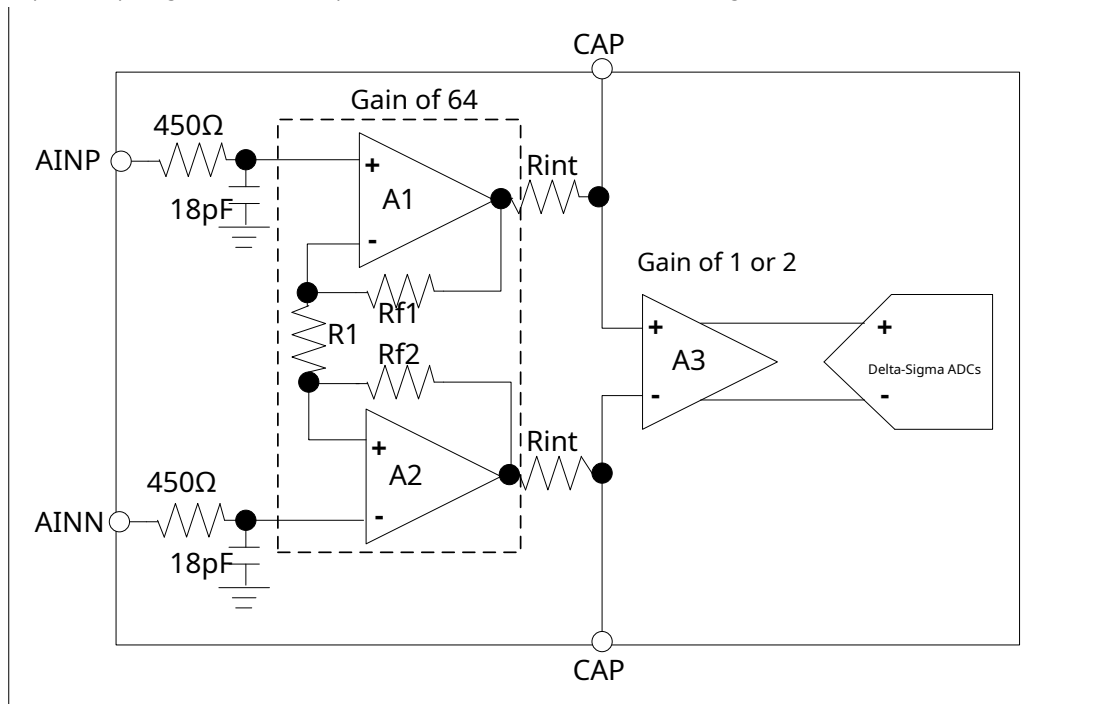 CAP
Gain of 64
450Ω
AINP
+
A1
-
18pF
Rint
Rf1
R1
Rf2
Gain of 1 or 2
+
A3
-
+
Delta-Sigma ADCs
-
Rint
+
A2
-
450Ω
AINN
18pF
CAP